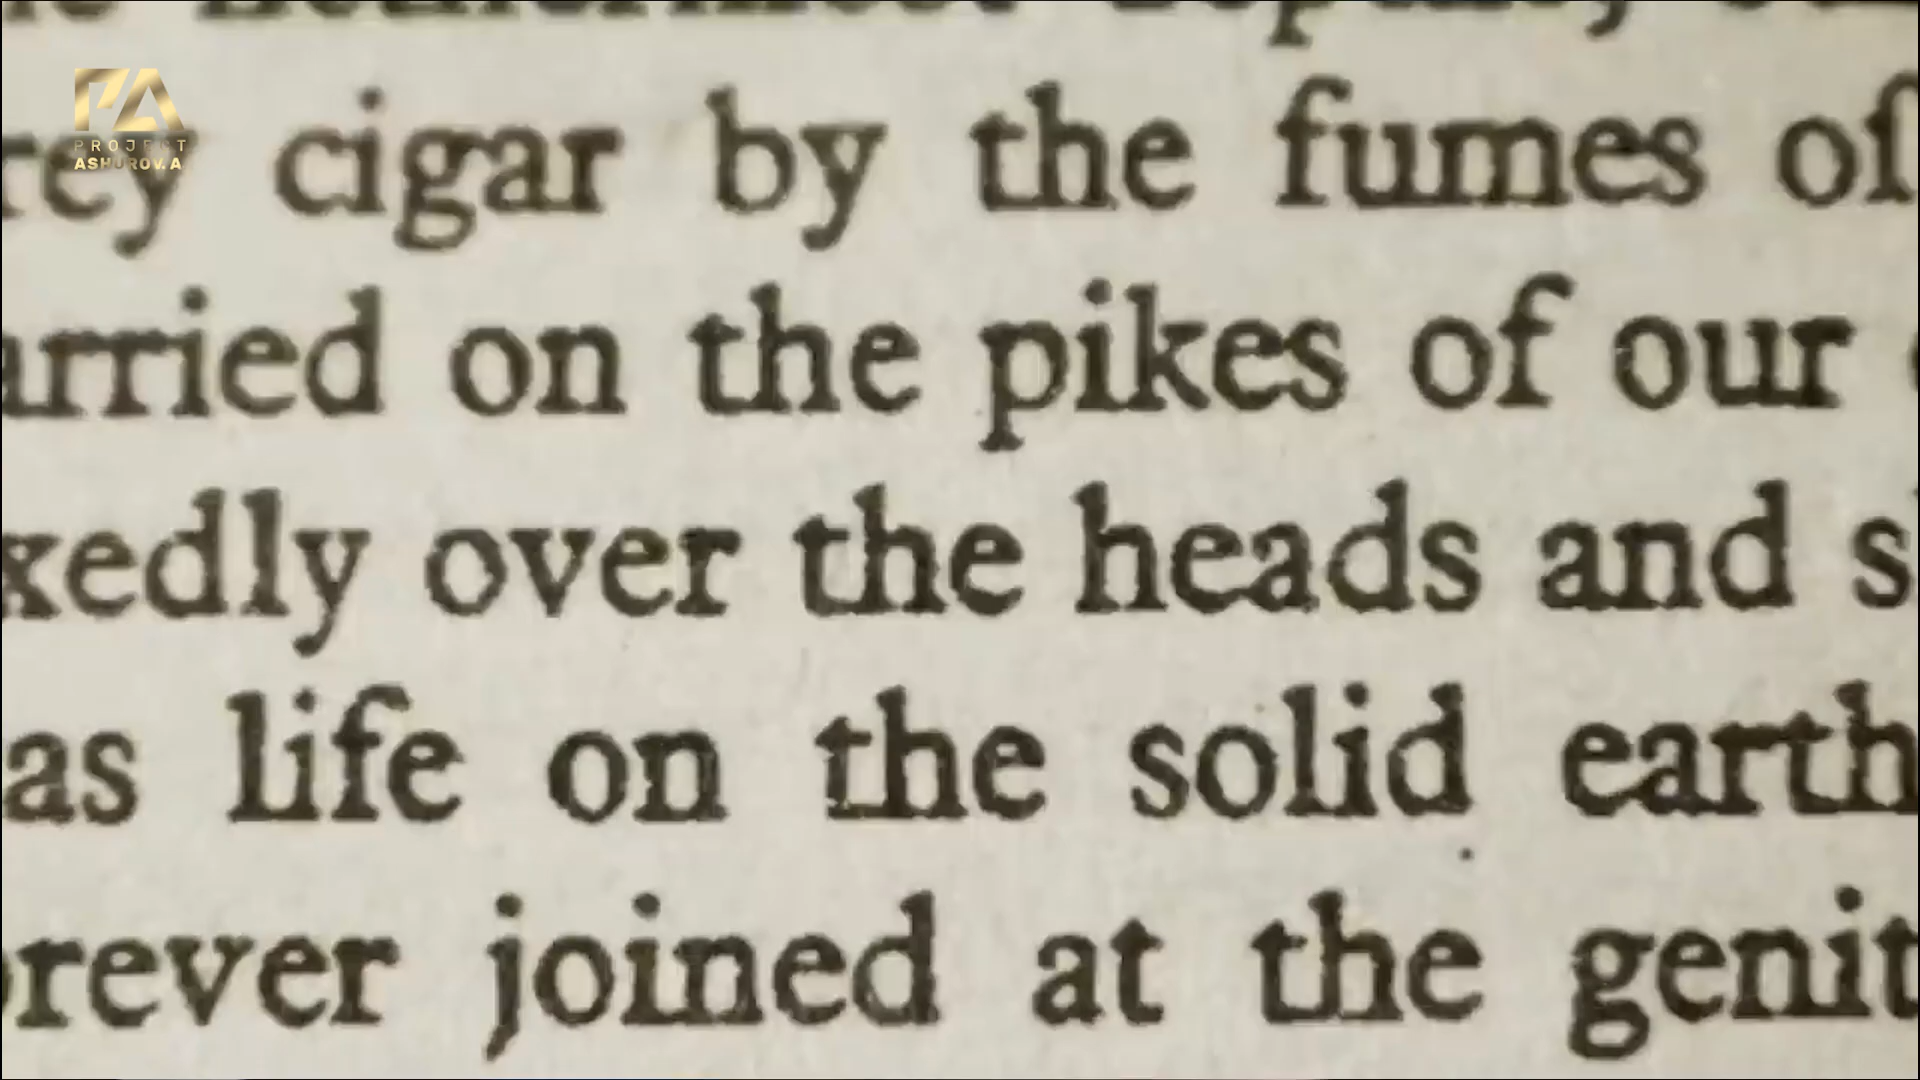 PROJECT
ASHUROV.A
rey cigar by the fumes of
arried on the pikes of our
xedly over the heads and s
as life on the solid earth
orever joined at the genit